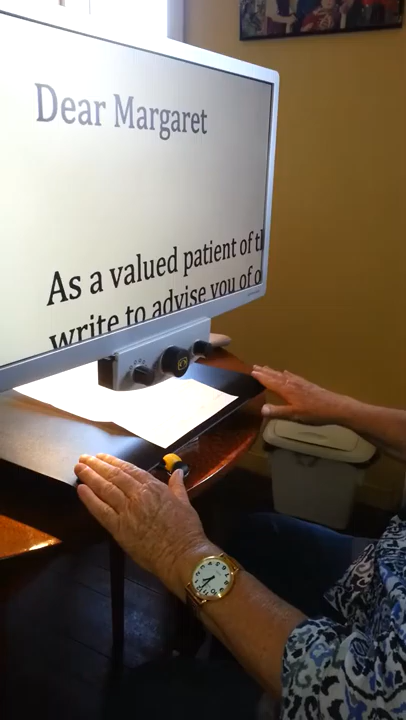 Dear Margaret
As a valued patient of
write to advise you of